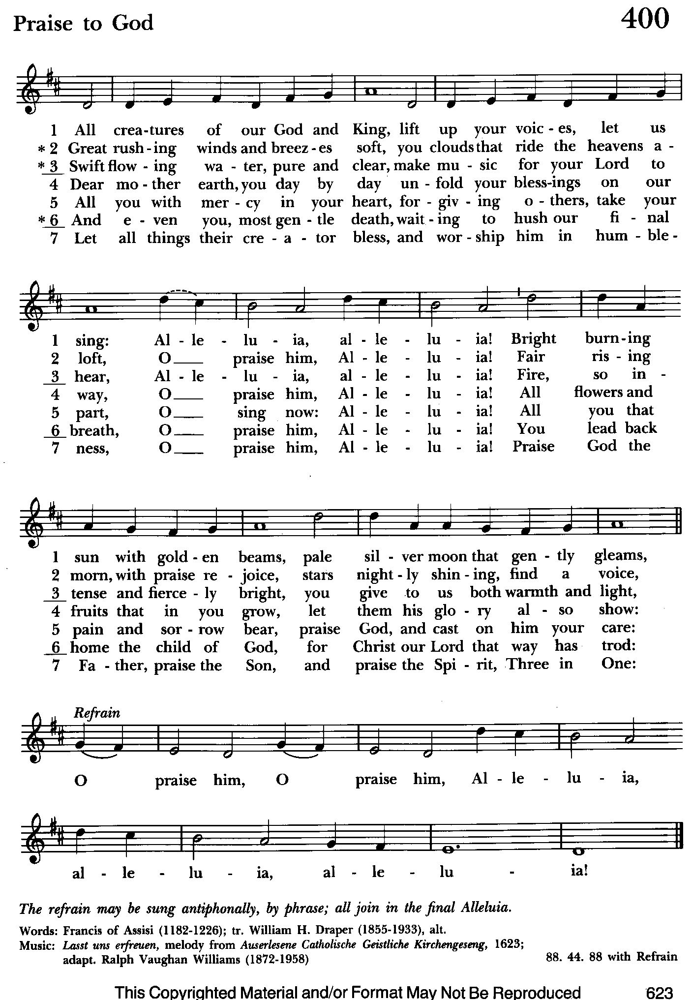 Praise to God 400
1 All crea-tures of our God and King, lift up your voic - es, let us
* 2 Great rush - ing winds and breez - es soft, you clouds that ride the heavens a -
* 3 Swift flow - ing wa - ter, pure and clear, make mu - sic for your Lord to
4 Dear mo - ther earth, you day by day un - fold your bless-ings on our
5 All you with mer - cy in your heart, for - giv - ing o - thers, take your
* 6 And e - ven you, most gen - tle death, wait - ing to hush our fi - nal
7 Let all things their cre - a - tor bless, and wor - ship him in hum - ble -
1 sing: Al - le - lu - ia, al - le - lu - ia! Bright burn-ing
2 loft, O___ praise him, Al - le - lu - ia! Fair ris - ing
3 hear, Al - le - lu - ia, al - le - lu - ia! Fire, so in -
4 way, O___ praise him, Al - le - lu - ia! All flowers and
5 part, O___ sing now: Al - le - lu - ia! All you that
6 breath, O___ praise him, Al - le - lu - ia! You lead back
7 ness, O___ praise him, Al - le - lu - ia! Praise God the
1 sun with gold - en beams, pale sil - ver moon that gen - tly gleams,
2 morn, with praise re - joice, stars night - ly shin - ing, find a voice,
3 tense and fierce - ly bright, you give to us both warmth and light,
4 fruits that in you grow, let them his glo - ry al - so show:
5 pain and sor - row bear, praise God, and cast on him your care:
6 home the child of God, for Christ our Lord that way has trod:
7 Fa - ther, praise the Son, and praise the Spi - rit, Three in One:
Refrain
O praise him, O praise him, Al - le - lu - ia,
al - le - lu - ia, al - le - lu - ia!
The refrain may be sung antiphonally, by phrase; all join in the final Alleluia.
Words: Francis of Assisi (1182-1226); tr. William H. Draper (1855-1933), alt.
Music: Lasst uns erfreuen, melody from Auserlesene Catholische Geistliche Kirchengeseng, 1623;
adapt. Ralph Vaughan Williams (1872-1958) 88. 44. 88 with Refrain
This Copyrighted Material and/or Format May Not Be Reproduced 623